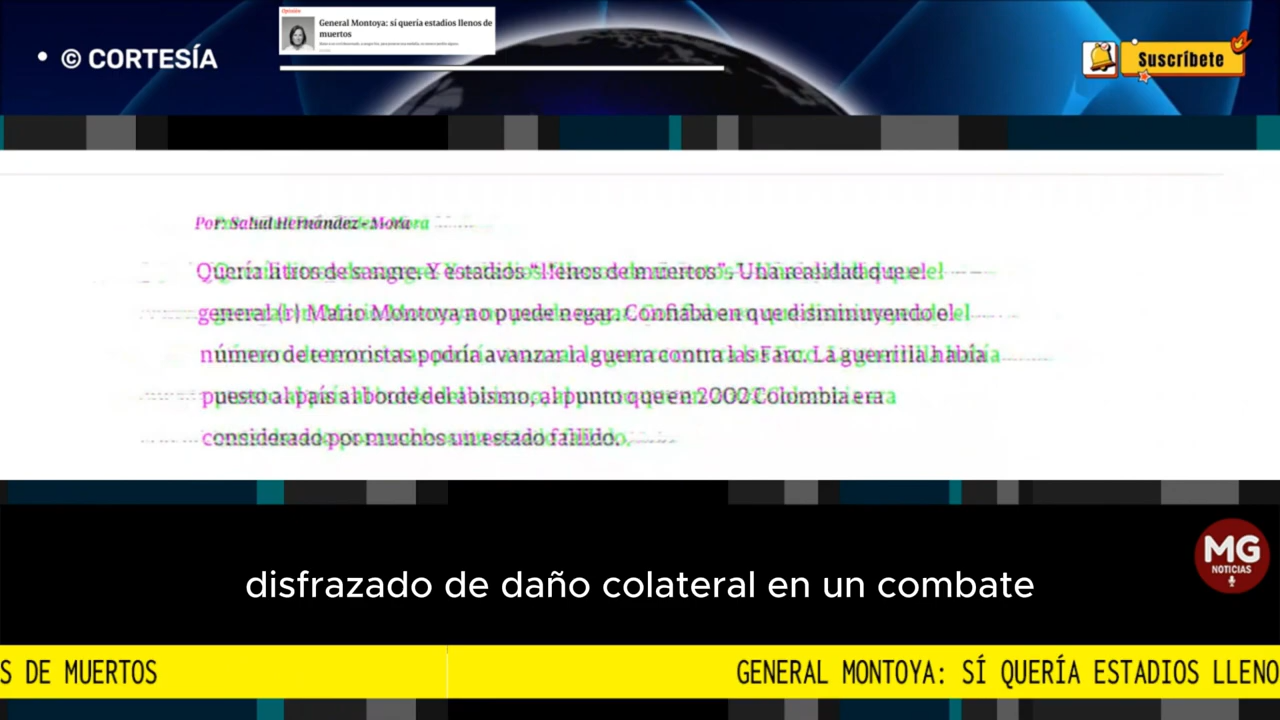 Opinión
General Montoya: sí quería estadios llenos de
muertos
© CORTESÍA
Suscríbete
Por: Salud Hernández - Mora
Quería litros de sangre. Y estadios “llenos de muertos”. Una realidad que el
general (r) Mario Montoya no puede negar. Confiaba en que disminuyendo el
número de terroristas podría avanzar la guerra contra las Farc. La guerrilla había
puesto al país al borde del abismo, al punto que en 2002 Colombia era
considerado por muchos un estado fallido.
MG
NOTICIAS
disfrazado de daño colateral en un combate
S DE MUERTOS GENERAL MONTOYA: SÍ QUERÍA ESTADIOS LLENO